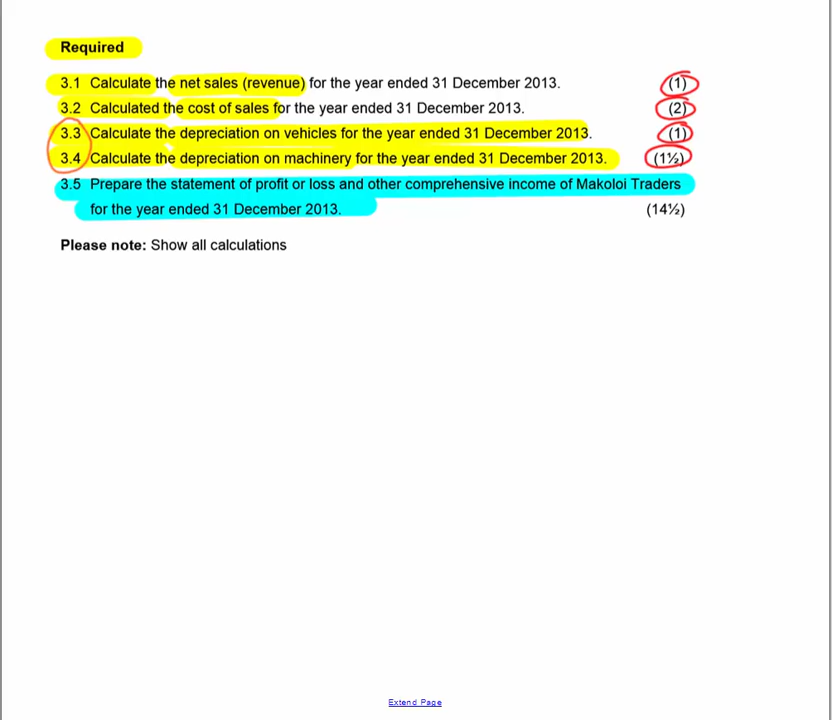 Required
3.1 Calculate the net sales (revenue) for the year ended 31 December 2013. (1)
3.2 Calculated the cost of sales for the year ended 31 December 2013. (2)
3.3 Calculate the depreciation on vehicles for the year ended 31 December 2013. (1)
3.4 Calculate the depreciation on machinery for the year ended 31 December 2013. (1½)
3.5 Prepare the statement of profit or loss and other comprehensive income of Makoloi Traders
for the year ended 31 December 2013. (14½)
Please note: Show all calculations
Extend Page